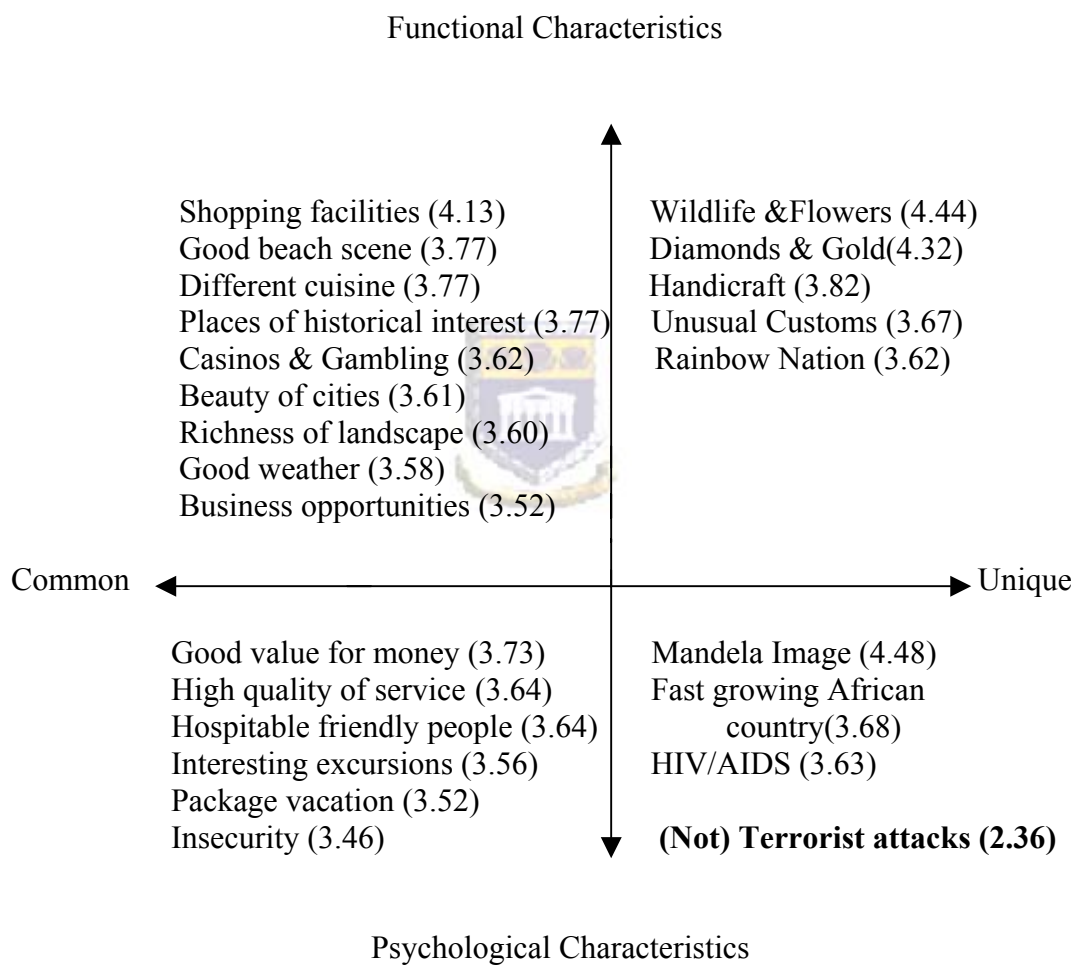 Functional Characteristics
Shopping facilities (4.13)
Good beach scene (3.77)
Different cuisine (3.77)
Places of historical interest (3.77)
Casinos & Gambling (3.62)
Beauty of cities (3.61)
Richness of landscape (3.60)
Good weather (3.58)
Business opportunities (3.52)
Wildlife &Flowers (4.44)
Diamonds & Gold(4.32)
Handicraft (3.82)
Unusual Customs (3.67)
Rainbow Nation (3.62)
Common
Unique
Good value for money (3.73)
High quality of service (3.64)
Hospitable friendly people (3.64)
Interesting excursions (3.56)
Package vacation (3.52)
Insecurity (3.46)
Mandela Image (4.48)
Fast growing African
country(3.68)
HIV/AIDS (3.63)
(Not) Terrorist attacks (2.36)
Psychological Characteristics